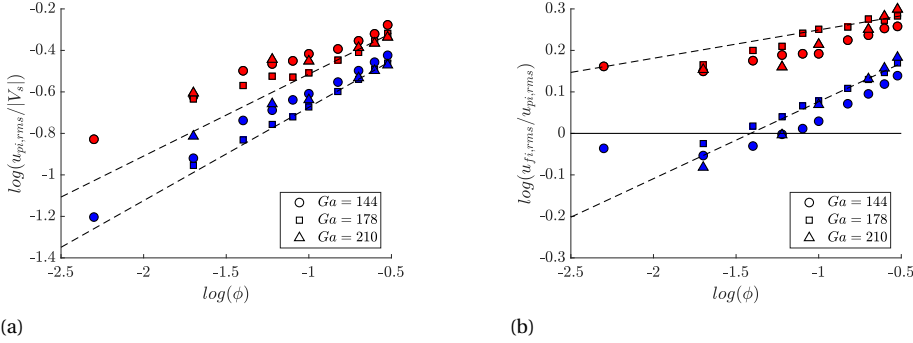 -0.2
-0.4
-0.6
-0.8
-1
-1.2
-1.4
log(u_{pi,rms}/|V_s|)
-2.5 -2 -1.5 -1 -0.5
log(ϕ)
Ga = 144
Ga = 178
Ga = 210
(a)
0.3
0.2
0.1
0
-0.1
0.2
0.3
log(u_{fi,rms}/u_{pi,rms})
-2.5 -2 -1.5 -1 -0.5
log(ϕ)
Ga = 144
Ga = 178
Ga = 210
(b)